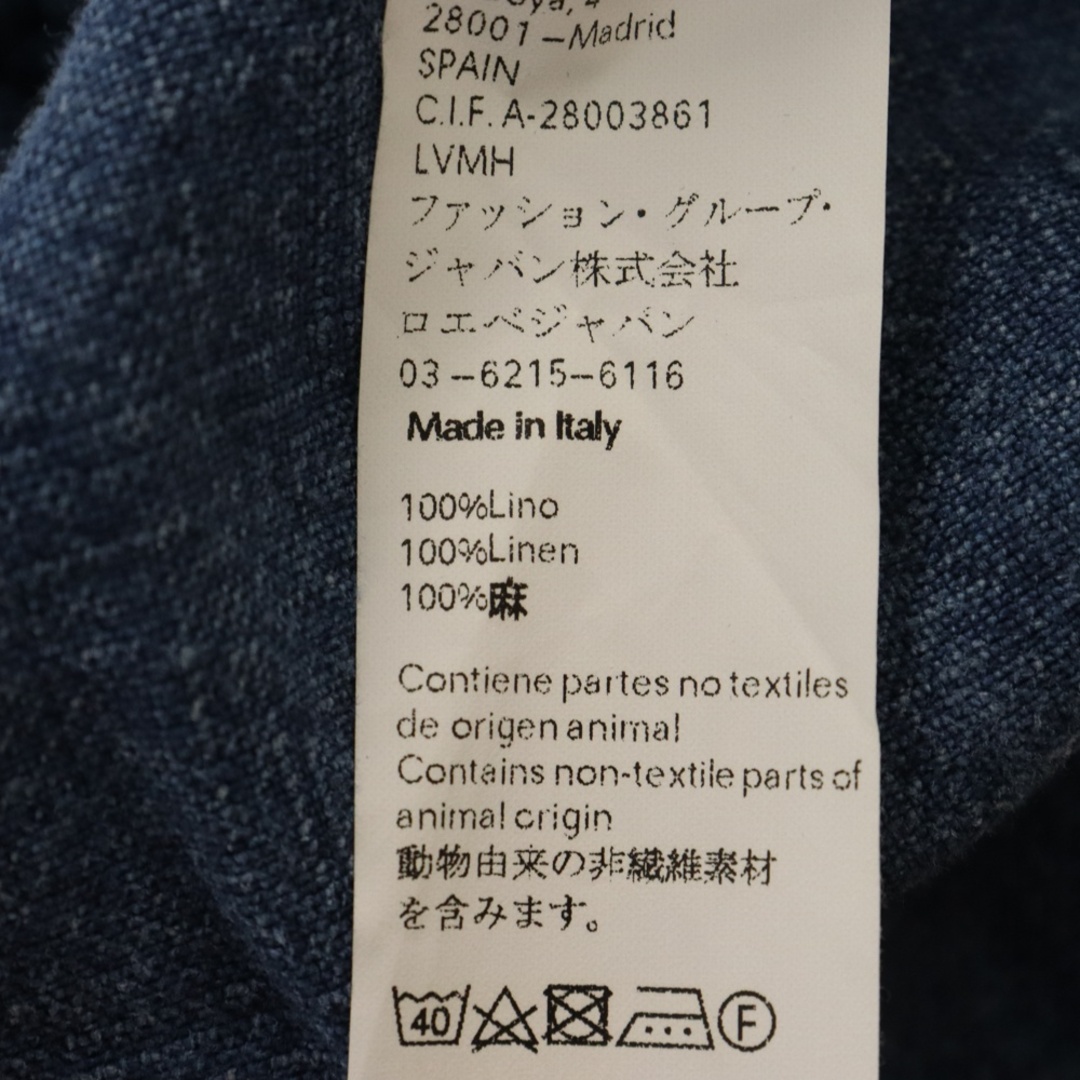 28001 –Madrid
SPAIN
C.I.F. A-28003861
LVMH
ファッション・グループ・
ジャパン株式会社
ロエベジャパン
03 –6215–6116
Made in Italy
100%Lino
100%Linen
100%麻
Contiene partes no textiles
de origen animal
Contains non-textile parts of
animal origin
動物由来の非繊維素材
を含みます。
40
F